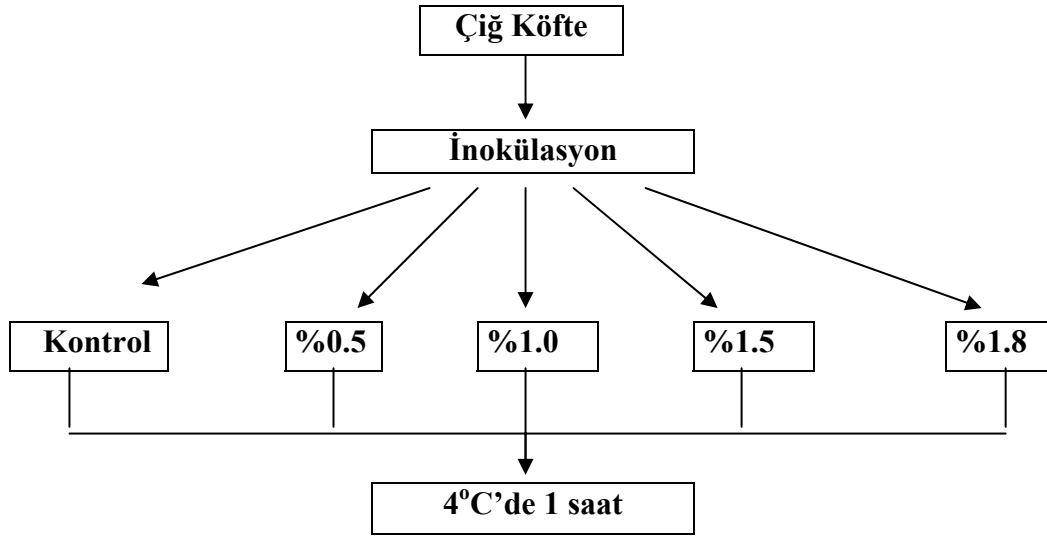 Çiğ Köfte
İnokülasyon
Kontrol %0.5 %1.0 %1.5 %1.8
4°C’de 1 saat